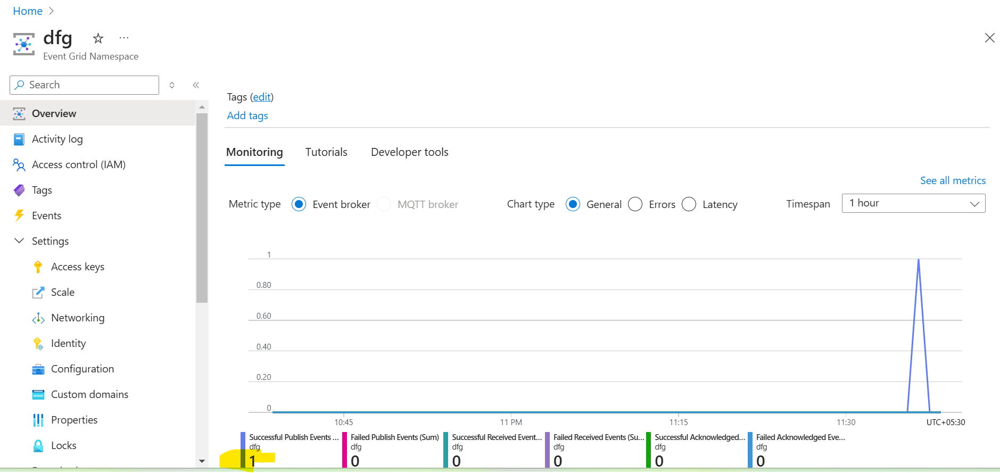 Home >
dfg ☆ ...
Event Grid Namespace
Search
Overview
Activity log
Access control (IAM)
Tags
Events
Settings
Access keys
Scale
Networking
Identity
Configuration
Custom domains
Properties
Locks
Tags (edit)
Add tags
Monitoring Tutorials Developer tools
See all metrics
Metric type Event broker MQTT broker Chart type General Errors Latency Timespan 1 hour
1
0.80
0.60
0.40
0.20
0
10:45 11 PM 11:15 11:30 UTC+05:30
Successful Publish Events ... Failed Publish Events (Sum) Successful Received Event... Failed Received Events (Su... Successful Acknowledged... Failed Acknowledged Eve...
dfg dfg dfg dfg dfg dfg
1 0 0 0 0 0